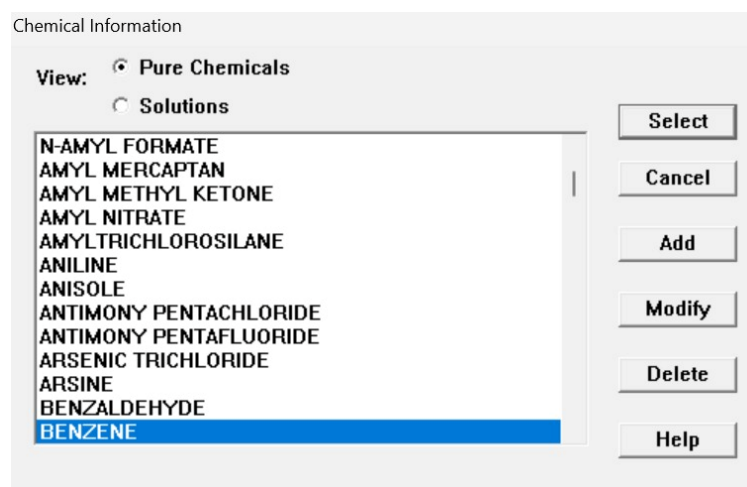 Chemical Information
View:
Pure Chemicals
Solutions
N-AMYL FORMATE
AMYL MERCAPTAN
AMYL METHYL KETONE
AMYL NITRATE
AMYLTRICHLOROSILANE
ANILINE
ANISOLE
ANTIMONY PENTACHLORIDE
ANTIMONY PENTAFLUORIDE
ARSENIC TRICHLORIDE
ARSINE
BENZALDEHYDE
BENZENE
Select
Cancel
Add
Modify
Delete
Help